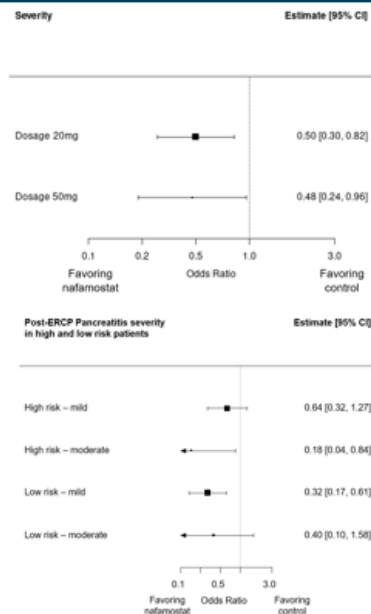 Severity Estimate [95% CI]
Dosage 20mg 0.50 [0.30, 0.82]
Dosage 50mg 0.48 [0.24, 0.96]
0.1 0.2 0.5 1.0 3.0
Favoring nafamostat Odds Ratio Favoring control
Post-ERCP Pancreatitis severity
in high and low risk patients Estimate [95% CI]
High risk – mild 0.64 [0.32, 1.27]
High risk – moderate 0.18 [0.04, 0.84]
Low risk – mild 0.32 [0.17, 0.61]
Low risk – moderate 0.40 [0.10, 1.58]
0.1 0.5 3.0
Favoring nafamostat Odds Ratio Favoring control